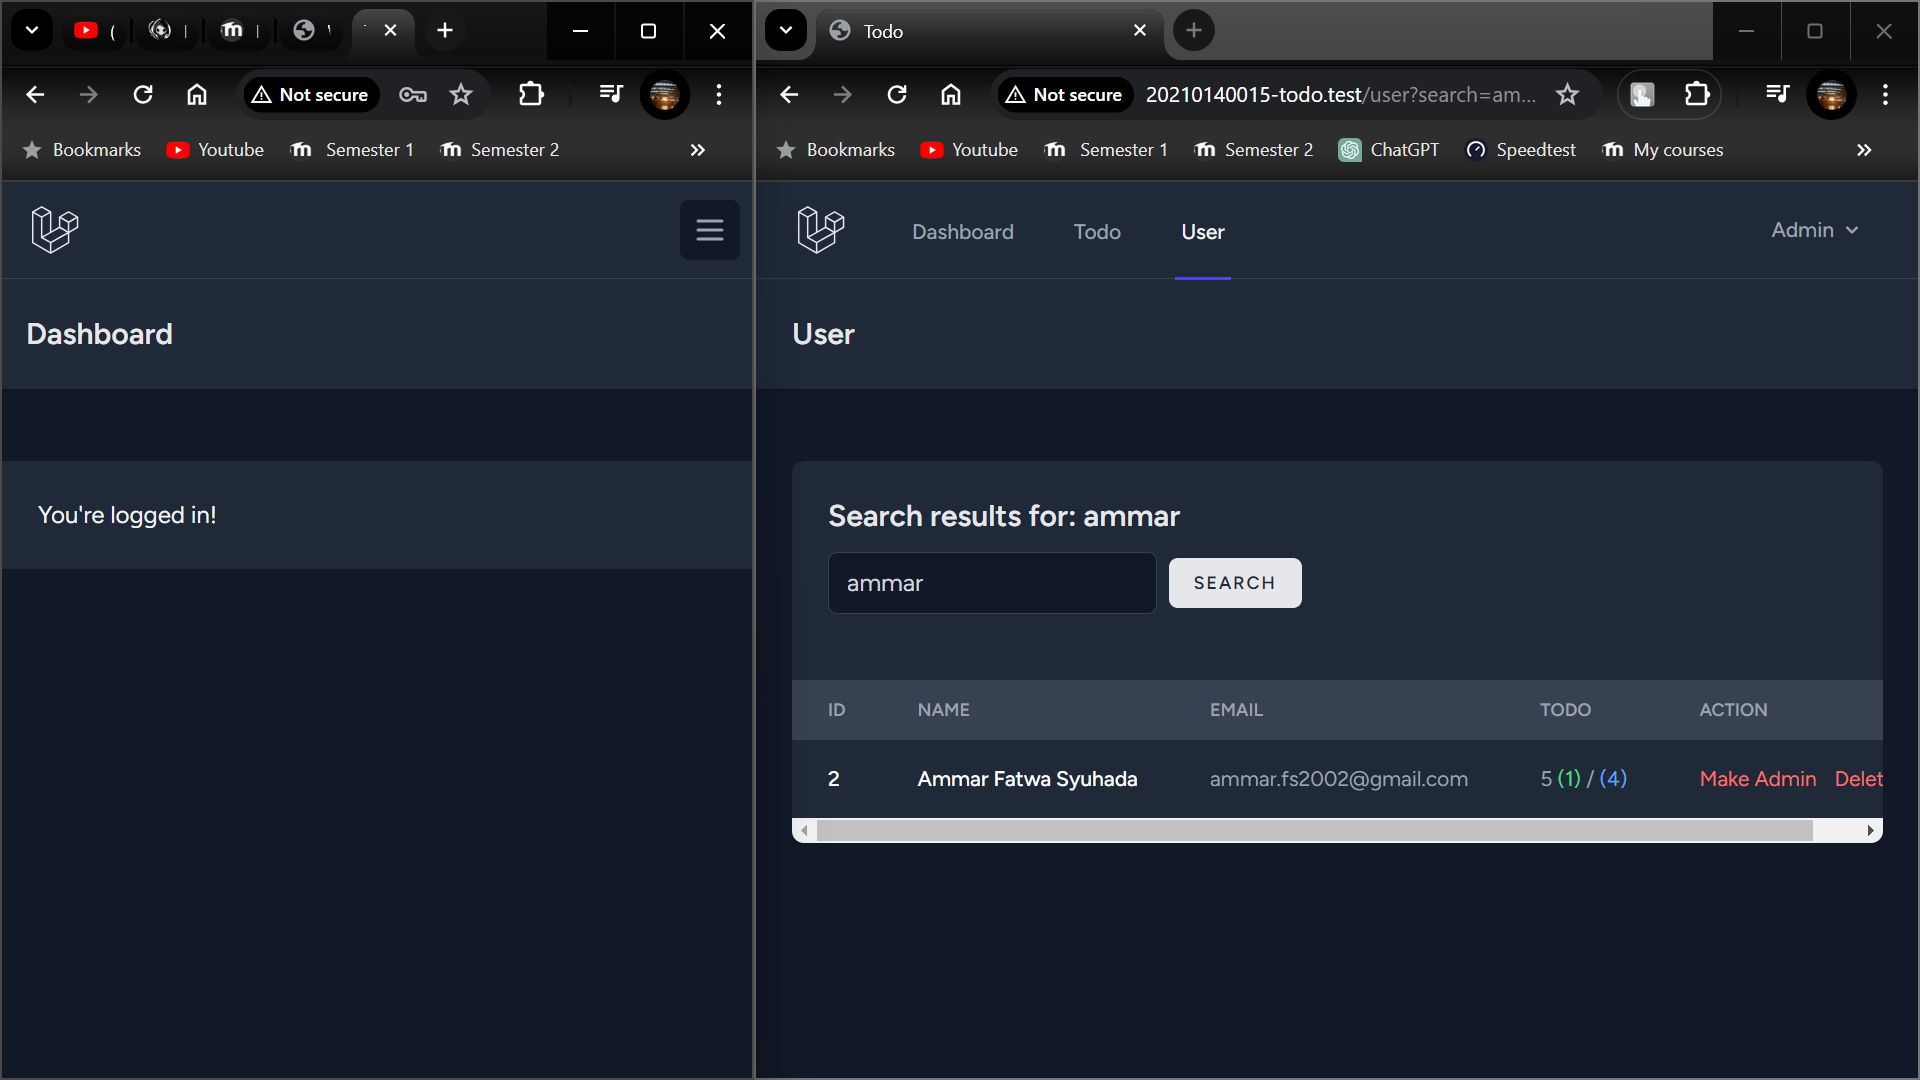 Not secure
Bookmarks
Youtube
Semester 1
Semester 2
Dashboard
You're logged in!
Todo
Not secure
20210140015-todo.test/user?search=am...
Bookmarks
Youtube
Semester 1
Semester 2
ChatGPT
Speedtest
My courses
Dashboard
Todo
User
Admin
User
Search results for: ammar
ammar
SEARCH
ID NAME EMAIL TODO ACTION
2 Ammar Fatwa Syuhada ammar.fs2002@gmail.com 5 (1) / (4) Make Admin Delet